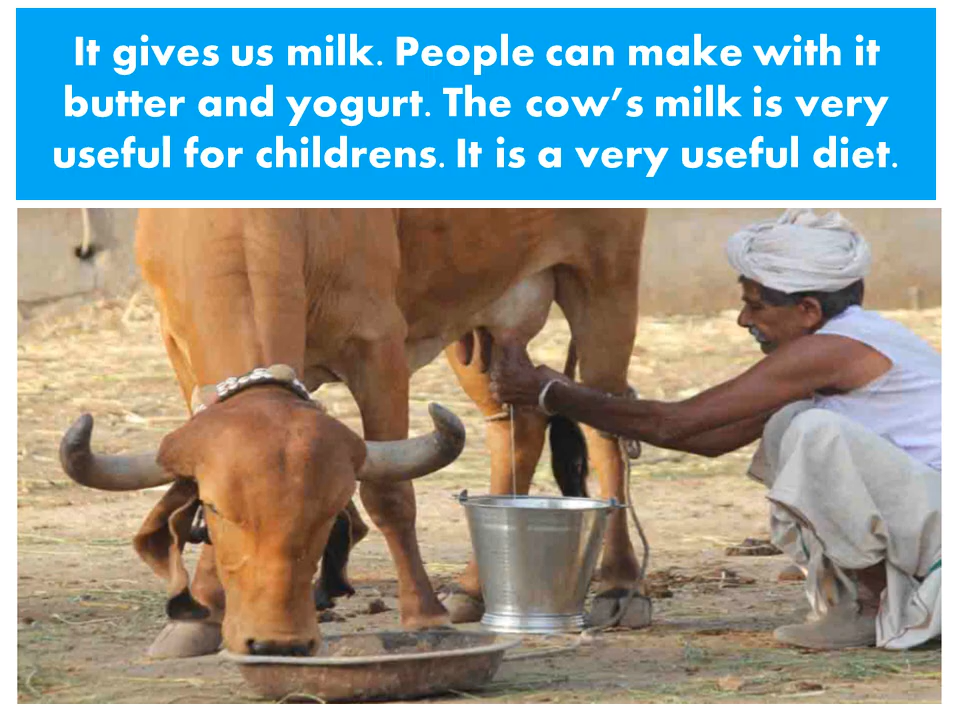 It gives us milk. People can make with it
butter and yogurt. The cow's milk is very
useful for childrens. It is a very useful diet.